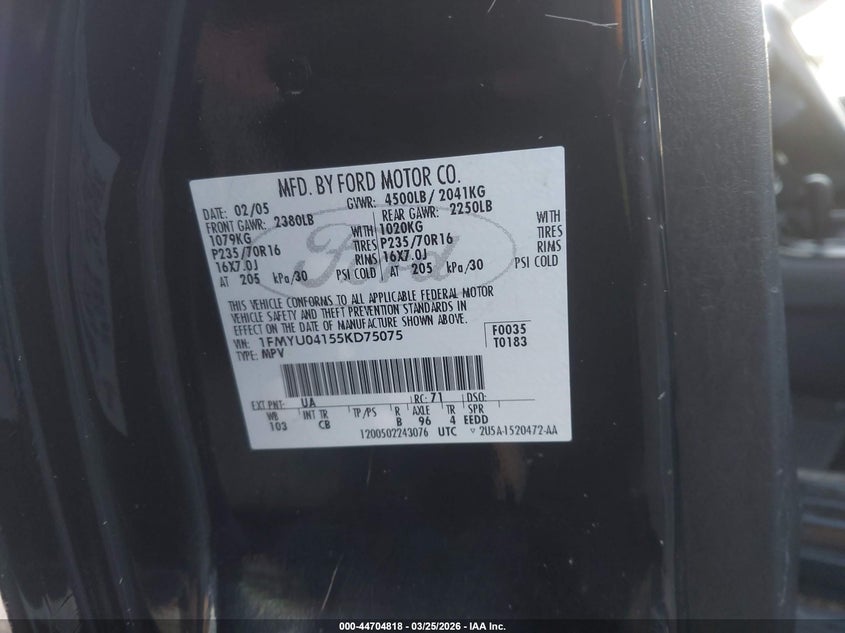 MFD. BY FORD MOTOR CO.
DATE: 02/05 GVWR: 4500LB/ 2041KG
FRONT GAWR: 2380LB REAR GAWR: 2250LB
1079KG WITH 1020KG WITH
P235/70R16 TIRES P235/70R16 TIRES
16X7.0J RIMS 16X7.0J RIMS
AT 205 kPa/30 PSI COLD AT 205 kPa/30 PSI COLD
Ford
THIS VEHICLE CONFORMS TO ALL APPLICABLE FEDERAL MOTOR
VEHICLE SAFETY AND THEFT PREVENTION STANDARDS IN
EFFECT ON THE DATE OF MANUFACTURE SHOWN ABOVE.
VIN: 1FMYU04155KD75075 F0035
TYPE: MPV T0183
EXT PNT: UA RC: 71 DSO:
WB INT TR TP/PS R AXLE TR SPR
103 CB B 96 4 EEDD
1200502243076 UTC ▽ 2U5A-1520472-AA
000-44704818 - 03/25/2026 - IAA Inc.